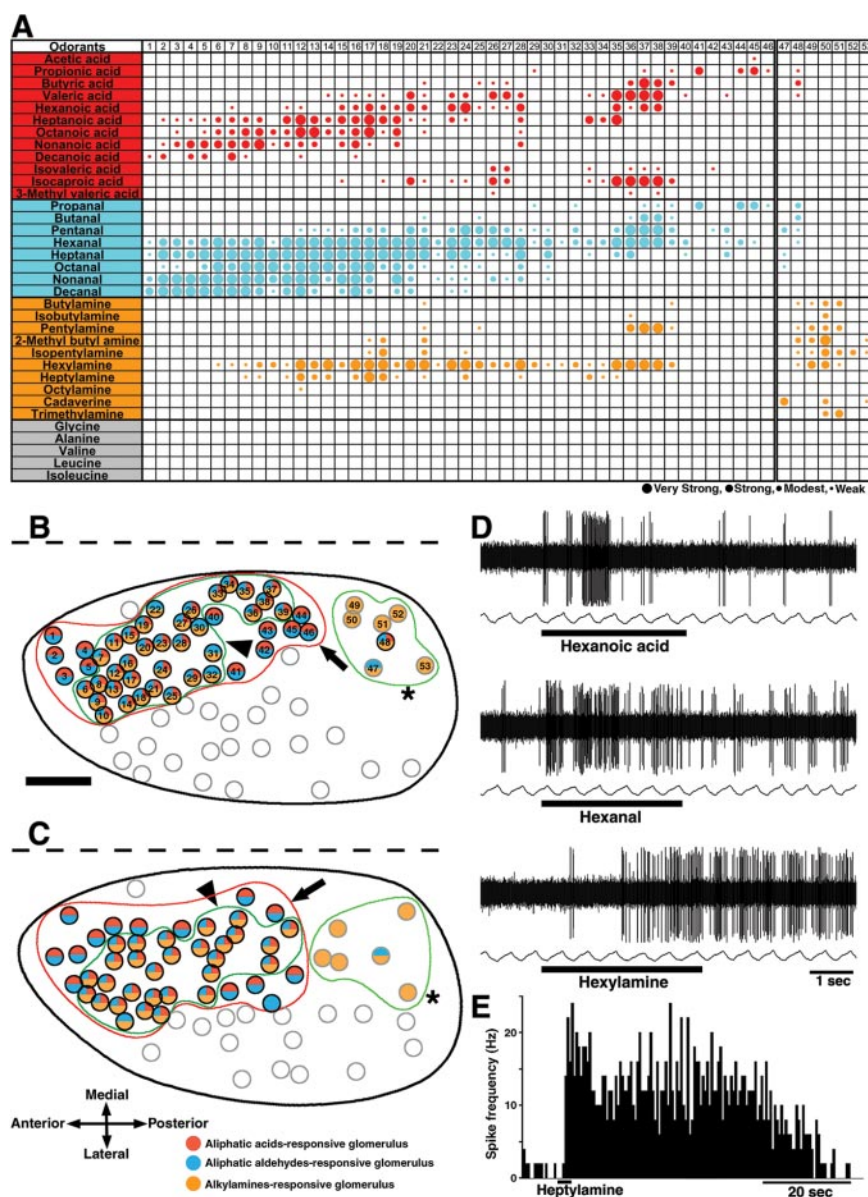 A
Odorants 1 2 3 4 5 6 7 8 9 10 11 12 13 14 15 16 17 18 19 20 21 22 23 24 25 26 27 28 29 30 31 32 33 34 35 36 37 38 39 40 41 42 43 44 45 46 47 48 49 50 51 52
Acetic acid
Propionic acid
Butyric acid
Valeric acid
Hexanoic acid
Heptanoic acid
Octanoic acid
Nonanoic acid
Decanoic acid
Isovaleric acid
Isocaproic acid
3-Methyl valeric acid
Propanal
Butanal
Pentanal
Hexanal
Heptanal
Octanal
Nonanal
Decanal
Butylamine
Isobutylamine
Pentylamine
2-Methyl butyl amine
Isopentylamine
Hexylamine
Heptylamine
Octylamine
Cadaverine
Trimethylamine
Glycine
Alanine
Valine
Leucine
Isoleucine
Very Strong, Strong, Modest, Weak
B
1
2
3
4
5
6
7
8
9
10
11
12
13
14
15
16
17
18
19
20
21
22
23
24
25
26
27
28
29
30
31
32
33
35
36
37
38
39
40
41
42
43
44
45
46
47
48
49
50
51
52
53
*
C
*
Medial
Anterior Posterior
Lateral
Aliphatic acids-responsive glomerulus
Aliphatic aldehydes-responsive glomerulus
Alkylamines-responsive glomerulus
D
Hexanoic acid
Hexanal
Hexylamine
1 sec
E
Spike frequency (Hz)
20
10
0
Heptylamine
20 sec